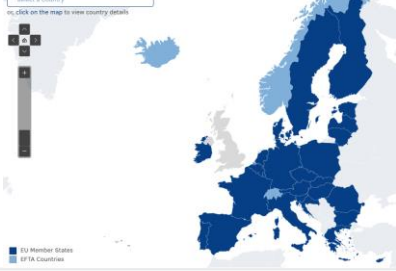 or, click on the map to view country details
EU Member States
EFTA Countries